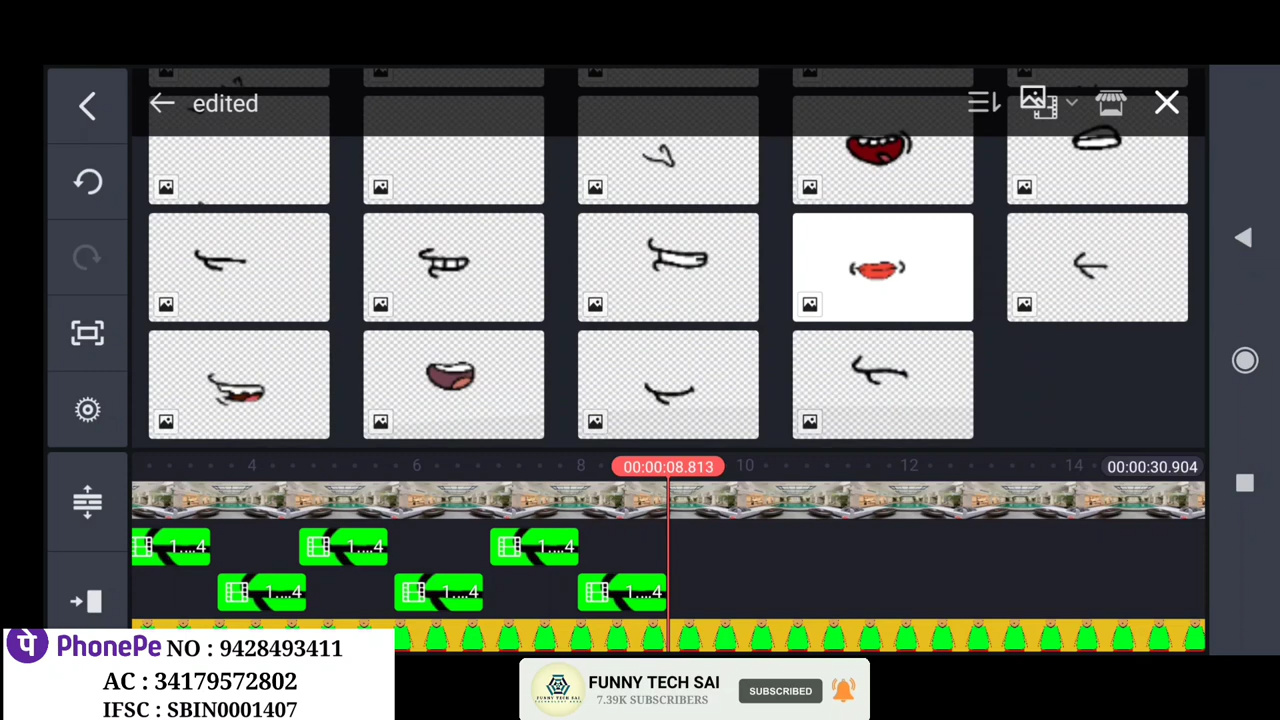 edited
4
6
8
00:00:08.813
10
12
14
00:00:30.904
1....4
1....4
1....4
1....4
1....4
1....4
PhonePe NO : 9428493411
AC : 34179572802
IFSC : SBIN0001407
FUNNY TECH SAI
7.39K SUBSCRIBERS
SUBSCRIBED